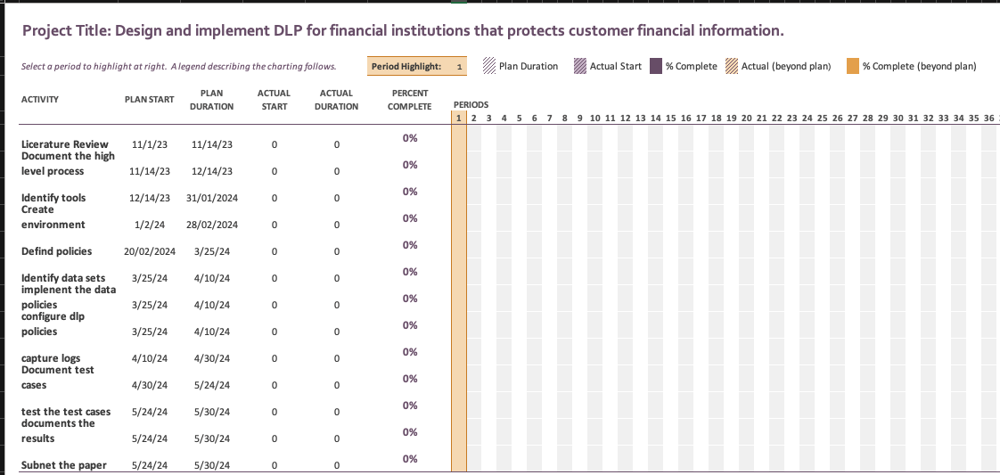 Project Title: Design and implement DLP for financial institutions that protects customer financial information.
Select a period to highlight at right. A legend describing the charting follows. Period Highlight: 1 Plan Duration Actual Start % Complete Actual (beyond plan) % Complete (beyond plan)
ACTIVITY PLAN START PLAN DURATION ACTUAL START ACTUAL DURATION PERCENT COMPLETE PERIODS
1 2 3 4 5 6 7 8 9 10 11 12 13 14 15 16 17 18 19 20 21 22 23 24 25 26 27 28 29 30 31 32 33 34 35 36
Licerature Review 11/1/23 11/14/23 0 0 0%
Document the high
level process 11/14/23 12/14/23 0 0 0%
Identify tools 12/14/23 31/01/2024 0 0 0%
Create
environment 1/2/24 28/02/2024 0 0 0%
Defind policies 20/02/2024 3/25/24 0 0 0%
Identify data sets 3/25/24 4/10/24 0 0 0%
implenent the data
policies 3/25/24 4/10/24 0 0 0%
configure dlp
policies 3/25/24 4/10/24 0 0 0%
capture logs 4/10/24 4/30/24 0 0 0%
Document test
cases 4/30/24 5/24/24 0 0 0%
test the test cases 5/24/24 5/30/24 0 0 0%
documents the
results 5/24/24 5/30/24 0 0 0%
Subnet the paper 5/24/24 5/30/24 0 0 0%